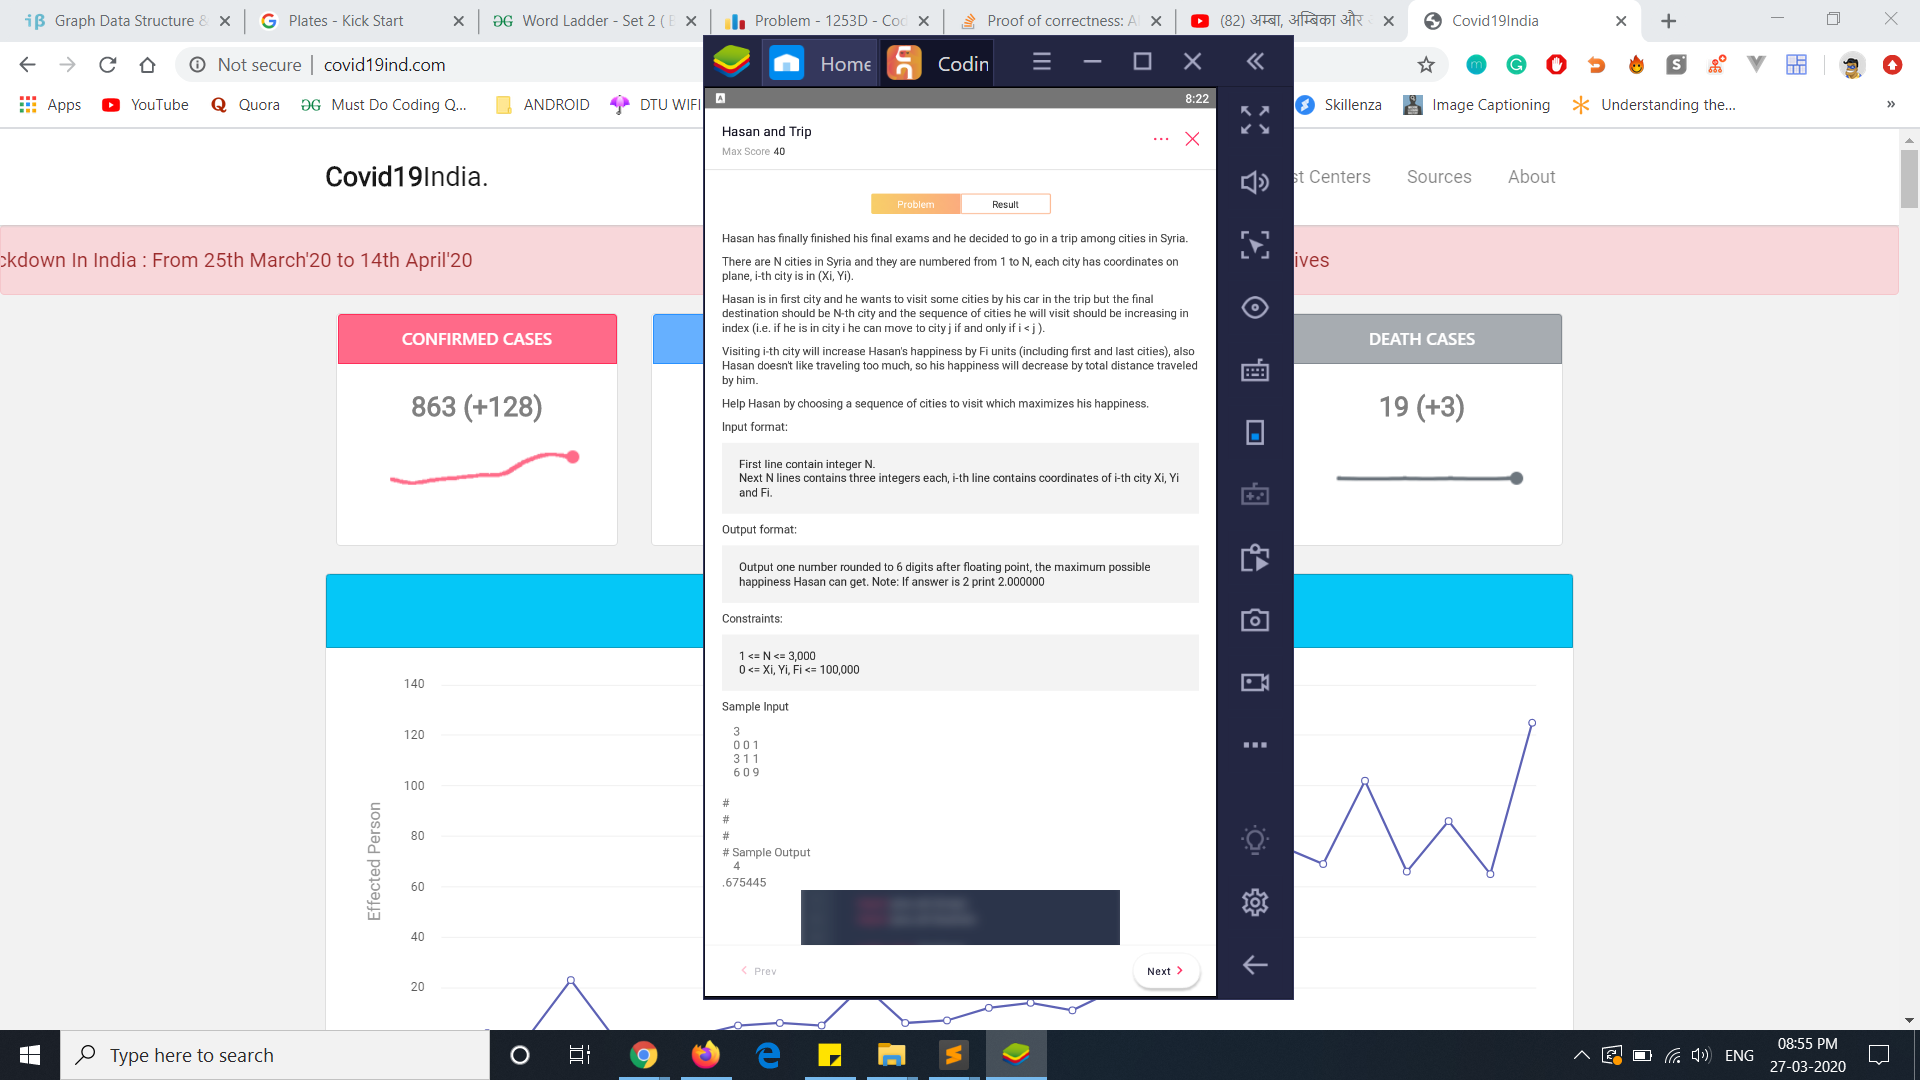 Graph Data Structure &
Plates - Kick Start
Word Ladder - Set 2 ( B
Problem - 1253D - Cod
Proof of correctness: Al
(82) अम्बा, अम्बिका और
Covid19India
Not secure
covid19ind.com
Apps
YouTube
Quora
Must Do Coding Q...
ANDROID
DTU WIFI
Skillenza
Image Captioning
Understanding the...
»
Home
Codin
8:22
Covid19India.
st Centers
Sources
About
ckdown In India : From 25th March'20 to 14th April'20
ives
CONFIRMED CASES
863 (+128)
DEATH CASES
19 (+3)
Hasan and Trip
Max Score 40
Problem
Result
Hasan has finally finished his final exams and he decided to go in a trip among cities in Syria.
There are N cities in Syria and they are numbered from 1 to N, each city has coordinates on
plane, i-th city is in (Xi, Yi).
Hasan is in first city and he wants to visit some cities by his car in the trip but the final
destination should be N-th city and the sequence of cities he will visit should be increasing in
index (i.e. if he is in city i he can move to city j if and only if i < j ).
Visiting i-th city will increase Hasan's happiness by Fi units (including first and last cities), also
Hasan doesn't like traveling too much, so his happiness will decrease by total distance traveled
by him.
Help Hasan by choosing a sequence of cities to visit which maximizes his happiness.
Input format:
First line contain integer N.
Next N lines contains three integers each, i-th line contains coordinates of i-th city Xi, Yi
and Fi.
Output format:
Output one number rounded to 6 digits after floating point, the maximum possible
happiness Hasan can get. Note: If answer is 2 print 2.000000
Constraints:
1 <= N <= 3,000
0 <= Xi, Yi, Fi <= 100,000
Sample Input
3
0 0 1
3 1 1
6 0 9
#
#
#
# Sample Output
4
.675445
Prev
Next
Effected Person
140
120
100
80
60
40
20
Type here to search
ENG
08:55 PM
27-03-2020